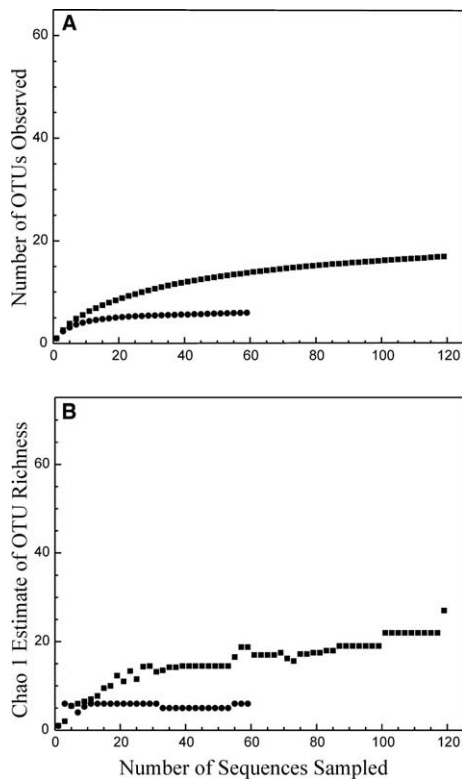 A
Number of OTUs Observed
60
40
20
0
0 20 40 60 80 100 120
B
Chao 1 Estimate of OTU Richness
60
40
20
0
0 20 40 60 80 100 120
Number of Sequences Sampled